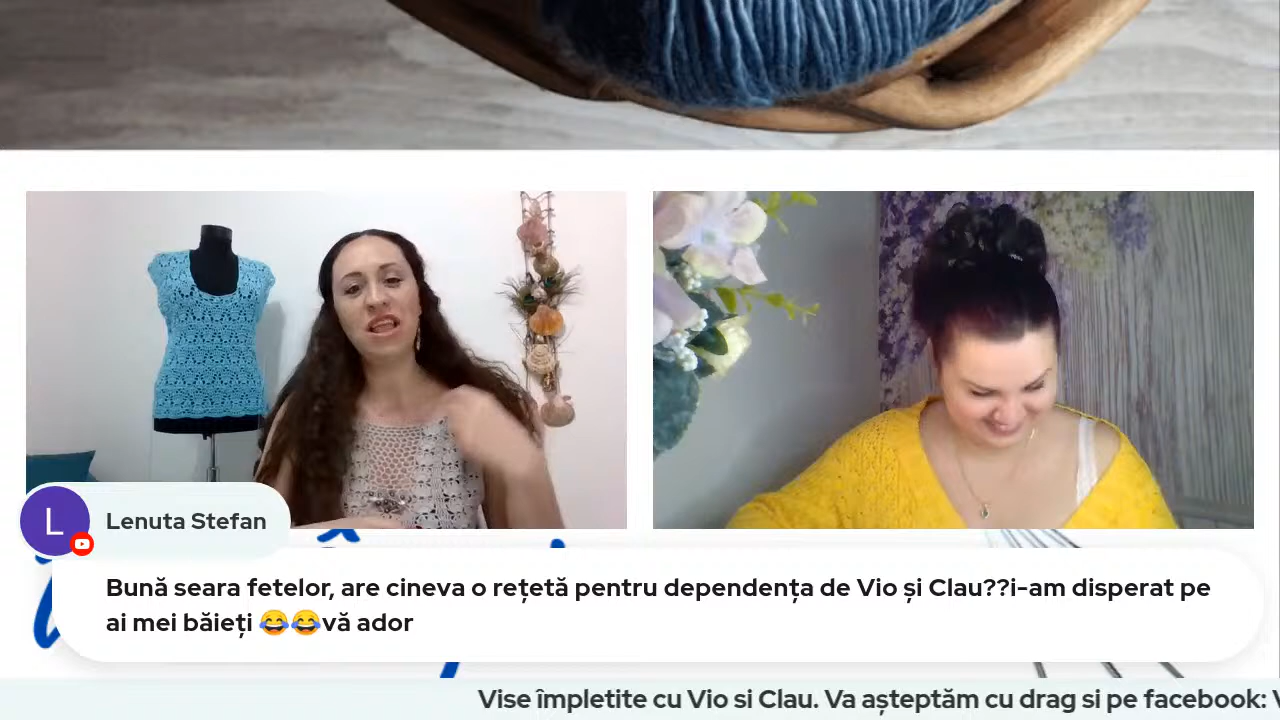 L
Lenuta Stefan
Bună seara fetelor, are cineva o rețetă pentru dependența de Vio și Clau??i-am disperat pe
ai mei băieți 😂😂vă ador
Vise împletite cu Vio si Clau. Va așteptăm cu drag si pe facebook: